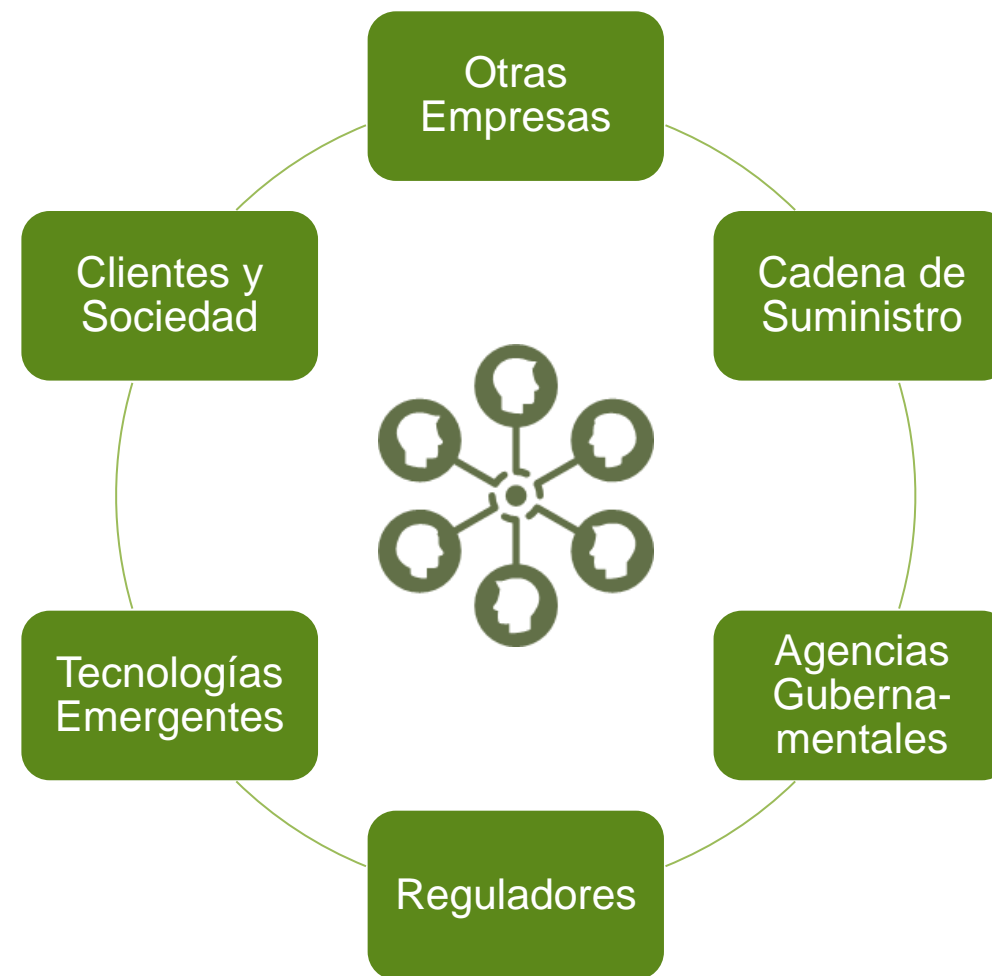 Otras
Empresas
Cadena de
Suministro
Agencias
Guberna-
mentales
Reguladores
Tecnologías
Emergentes
Clientes y
Sociedad